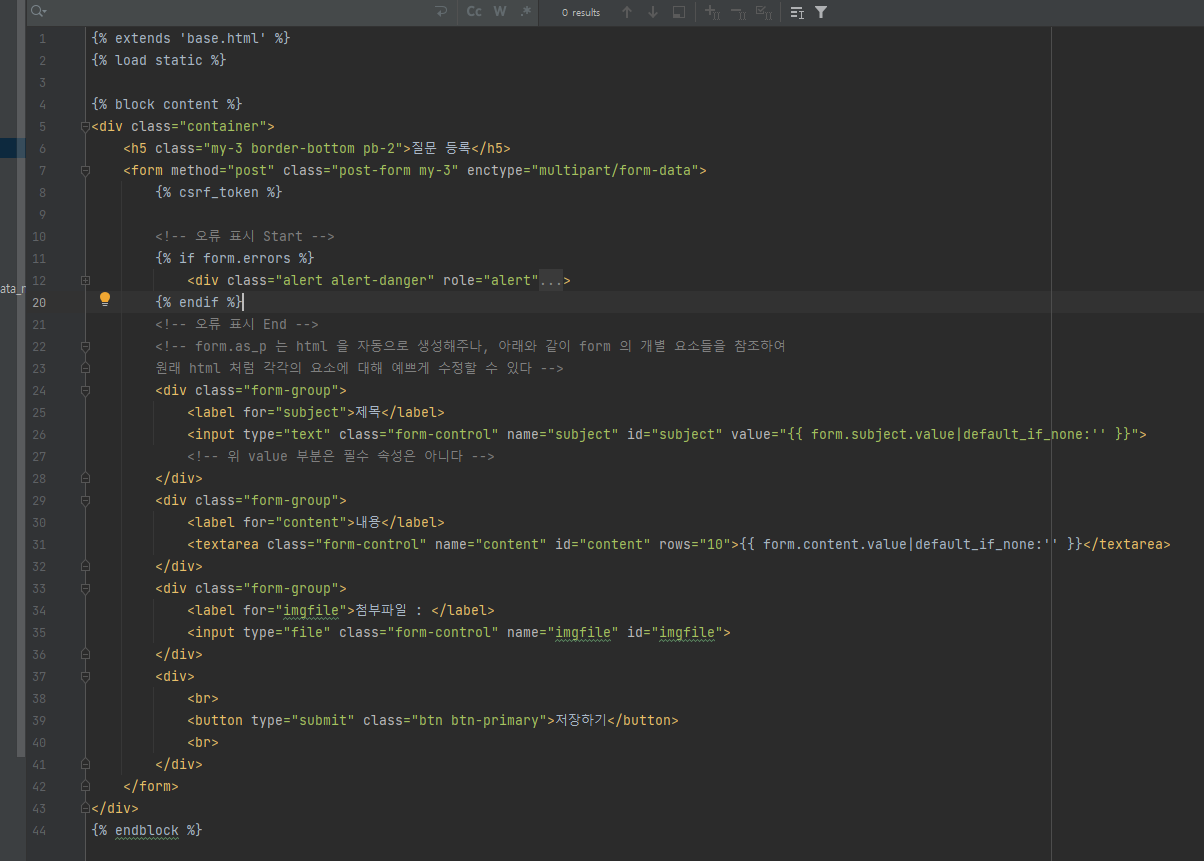 Cc W .* 0 results
1 {% extends 'base.html' %}
2 {% load static %}
3
4 {% block content %}
5 <div class="container">
6 <h5 class="my-3 border-bottom pb-2">질문 등록</h5>
7 <form method="post" class="post-form my-3" enctype="multipart/form-data">
8 {% csrf_token %}
9
10 <!-- 오류 표시 Start -->
11 {% if form.errors %}
12 <div class="alert alert-danger" role="alert"...>
20 {% endif %}
21 <!-- 오류 표시 End -->
22 <!-- form.as_p 는 html 을 자동으로 생성해주나, 아래와 같이 form 의 개별 요소들을 참조하여
23 원래 html 처럼 각각의 요소에 대해 예쁘게 수정할 수 있다 -->
24 <div class="form-group">
25 <label for="subject">제목</label>
26 <input type="text" class="form-control" name="subject" id="subject" value="{{ form.subject.value|default_if_none:'' }}">
27 <!-- 위 value 부분은 필수 속성은 아니다 -->
28 </div>
29 <div class="form-group">
30 <label for="content">내용</label>
31 <textarea class="form-control" name="content" id="content" rows="10">{{ form.content.value|default_if_none:'' }}</textarea>
32 </div>
33 <div class="form-group">
34 <label for="imgfile">첨부파일 : </label>
35 <input type="file" class="form-control" name="imgfile" id="imgfile">
36 </div>
37 <div>
38 <br>
39 <button type="submit" class="btn btn-primary">저장하기</button>
40 <br>
41 </div>
42 </form>
43 </div>
44 {% endblock %}